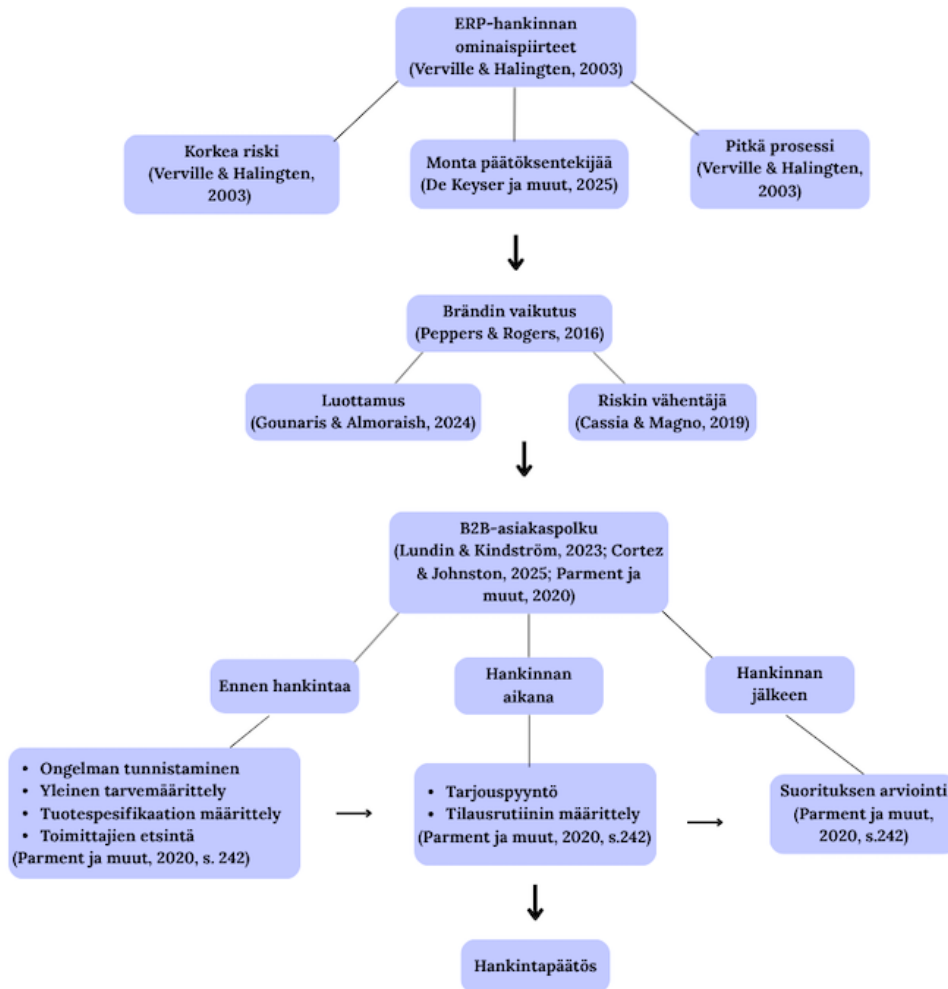 ERP-hankinnan
ominaispiirteet
(Verville & Halingten, 2003)
Korkea riski
(Verville & Halingten,
2003)
Monta päätöksentekijää
(De Keyser ja muut, 2025)
Pitkä prosessi
(Verville & Halingten,
2003)
Brändin vaikutus
(Peppers & Rogers, 2016)
Luottamus
(Gounaris & Almoraish, 2024)
Riskin vähentäjä
(Cassia & Magno, 2019)
B2B-asiakaspolku
(Lundin & Kindström, 2023; Cortez
& Johnston, 2025; Parment ja
muut, 2020)
Ennen hankintaa
Hankinnan
aikana
Hankinnan
jälkeen
• Ongelman tunnistaminen
• Yleinen tarvemäärittely
• Tuotespesifikaation määrittely
• Toimittajien etsintä
(Parment ja muut, 2020, s. 242)
• Tarjouspyyntö
• Tilausrutiinin määrittely
(Parment ja muut, 2020, s.242)
Suorituksen arviointi
(Parment ja muut,
2020, s.242)
Hankintapäätös